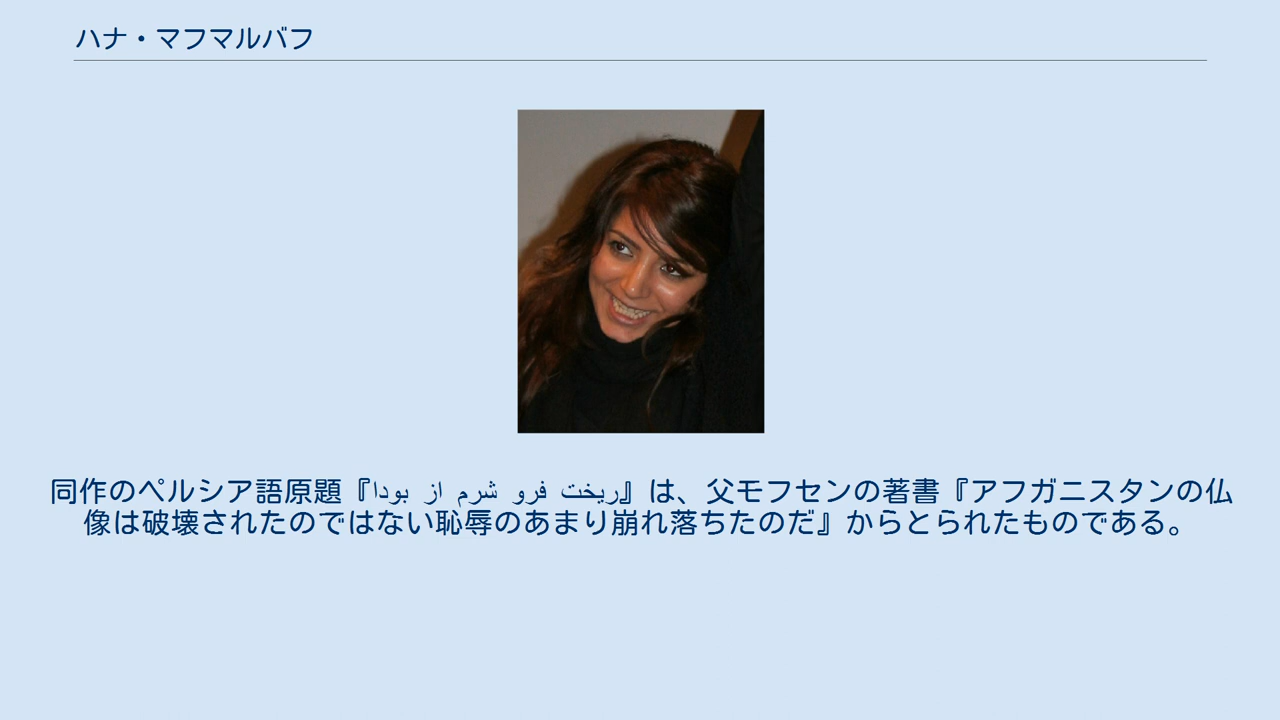 ハナ・マフマルバフ
同作のペルシア語原題『بودا از شرم فرو ریخت』は、父モフセンの著書『アフガニスタンの仏
像は破壊されたのではない恥辱のあまり崩れ落ちたのだ』からとられたものである。